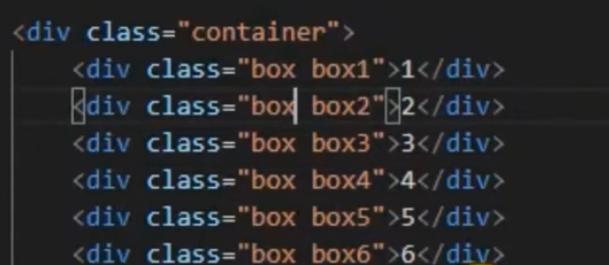 <div class="container">
<div class="box box1">1</div>
<div class="box box2">2</div>
<div class="box box3">3</div>
<div class="box box4">4</div>
<div class="box box5">5</div>
<div class="box box6">6</div>